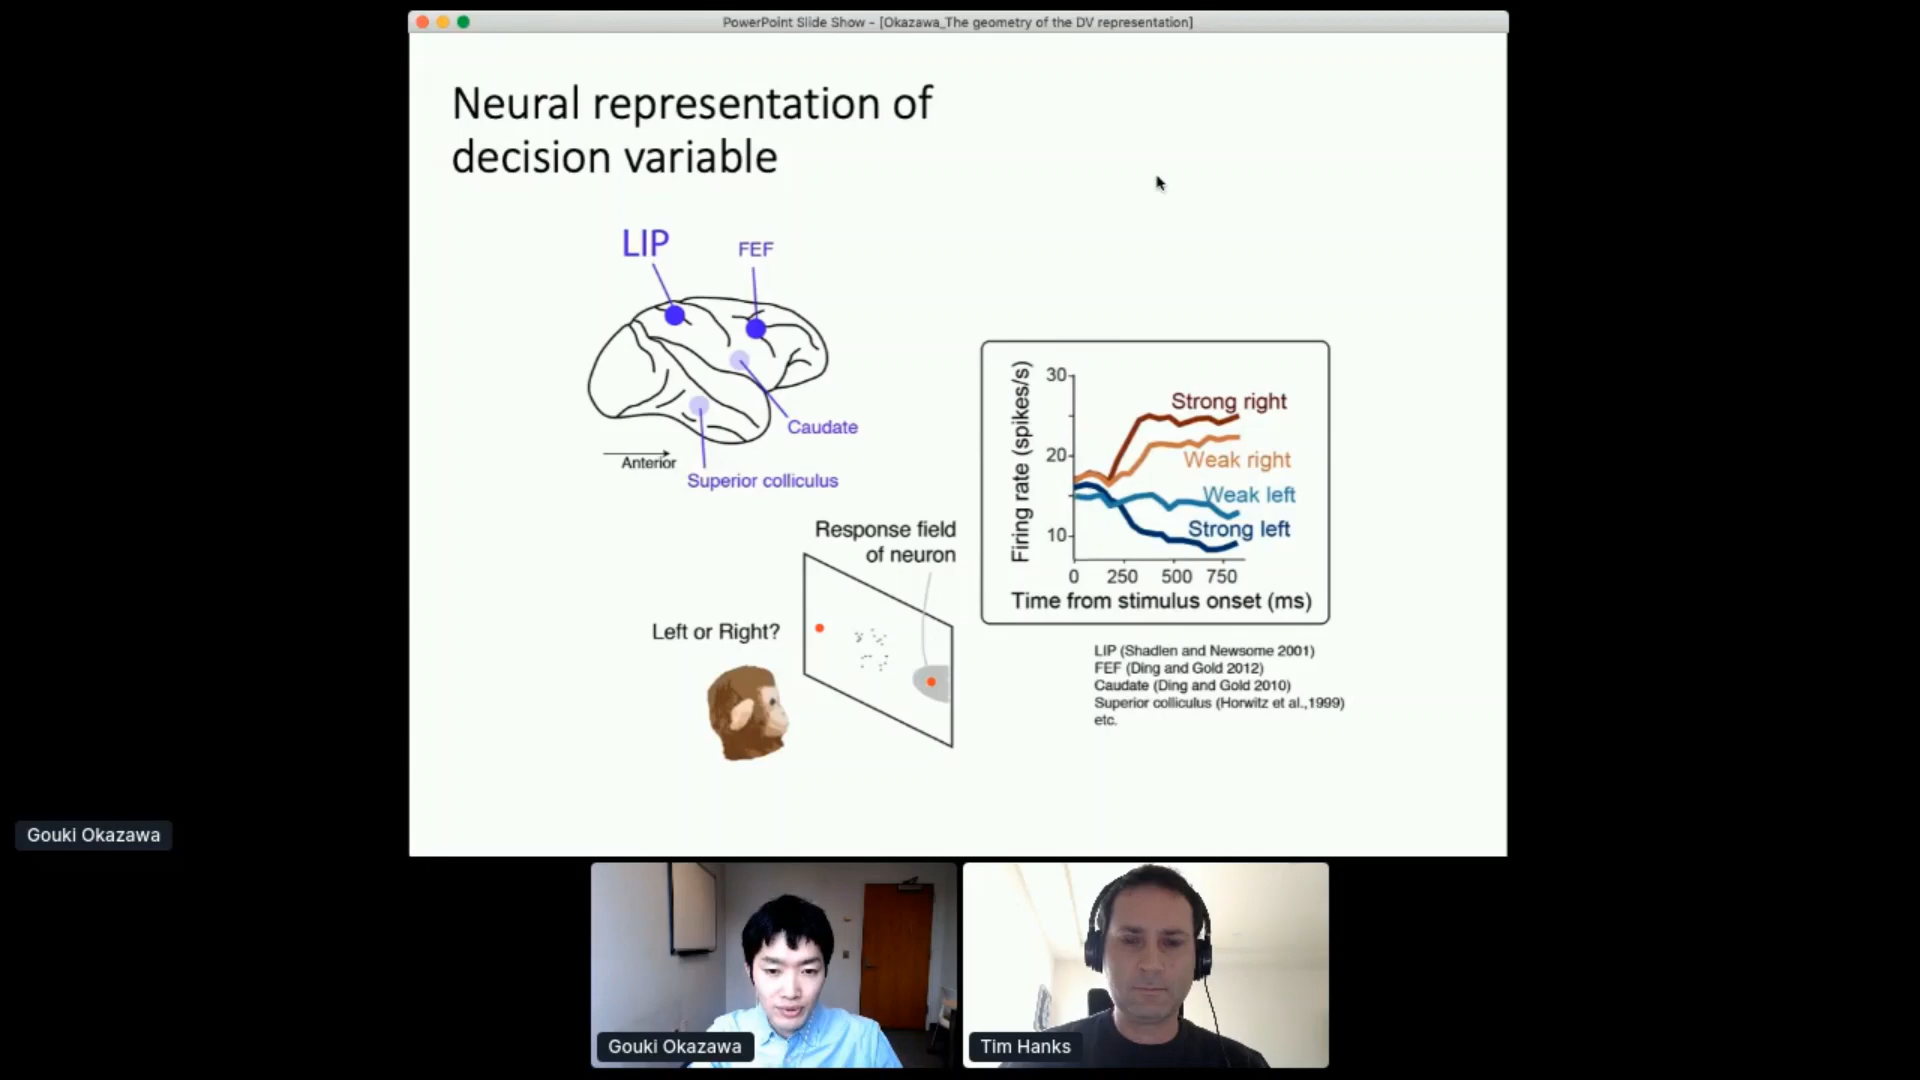 PowerPoint Slide Show - [Okazawa_The geometry of the DV representation]
Neural representation of
decision variable
LIP
FEF
Caudate
Anterior
Superior colliculus
Response field
of neuron
Left or Right?
Firing rate (spikes/s)
30
20
10
Strong right
Weak right
Weak left
Strong left
0 250 500 750
Time from stimulus onset (ms)
LIP (Shadlen and Newsome 2001)
FEF (Ding and Gold 2012)
Caudate (Ding and Gold 2010)
Superior colliculus (Horwitz et al.,1999)
etc.
Gouki Okazawa
Gouki Okazawa
Tim Hanks